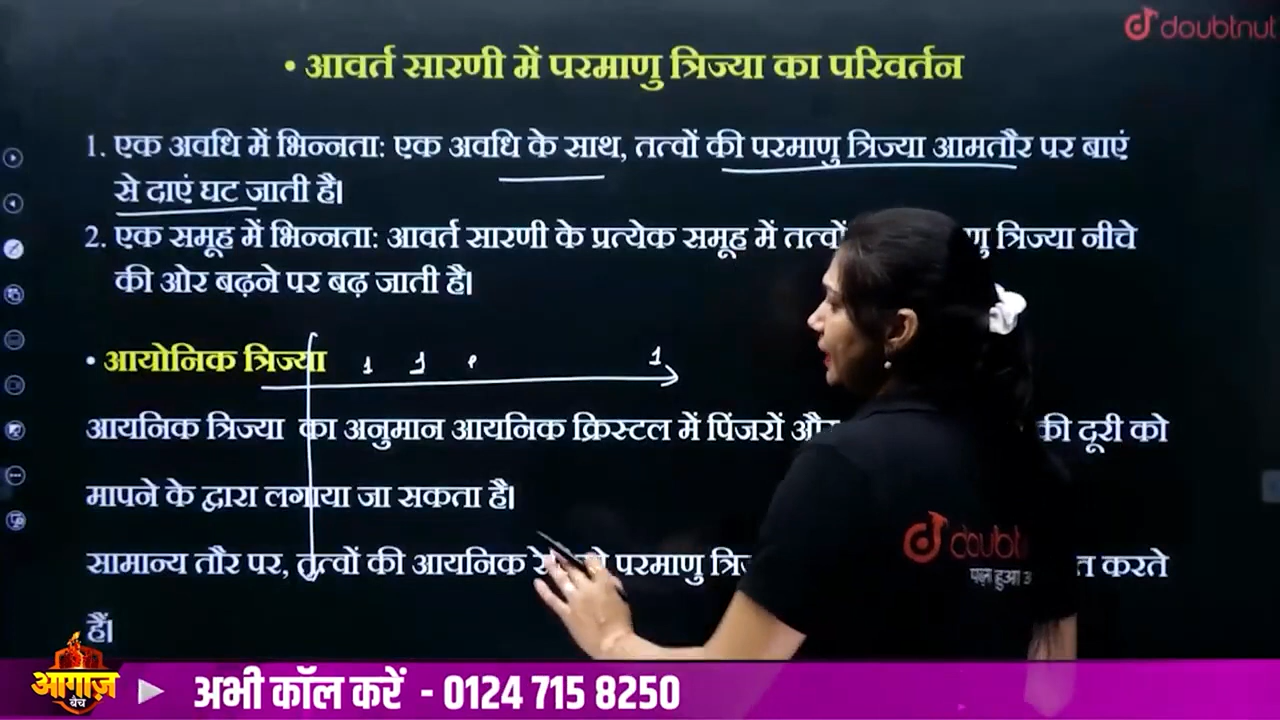 doubtnut
• आवर्त सारणी में परमाणु त्रिज्या का परिवर्तन
1. एक अवधि में भिन्नता: एक अवधि के साथ, तत्वों की परमाणु त्रिज्या आमतौर पर बाएं
से दाएं घट जाती है।
2. एक समूह में भिन्नता: आवर्त सारणी के प्रत्येक समूह में तत्वों त्रिज्या नीचे
की ओर बढ़ने पर बढ़ जाती है।
• आयोनिक त्रिज्या
आयनिक त्रिज्या का अनुमान आयनिक क्रिस्टल में पिंजरों की दूरी को
मापने के द्वारा लगाया जा सकता है।
सामान्य तौर पर, तत्वों की आयनिक परमाणु करते
हैं।
पढ़ना हुआ
आगाज़
बैच
अभी कॉल करें - 0124 715 8250